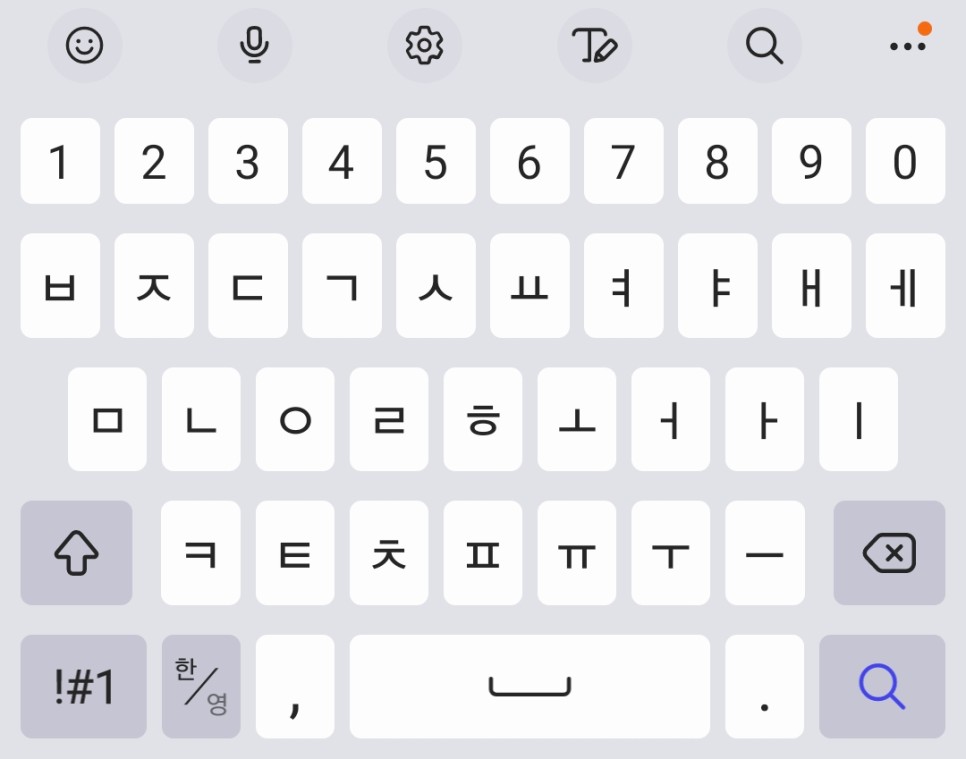 1 2 3 4 5 6 7 8 9 0
ㅂ ㅈ ㄷ ㄱ ㅅ ㅛ ㅕ ㅑ ㅐ ㅔ
ㅁ ㄴ ㅇ ㄹ ㅎ ㅗ ㅓ ㅏ ㅣ
ㅋ ㅌ ㅊ ㅍ ㅠ ㅜ ㅡ
!#1 한/영 , .